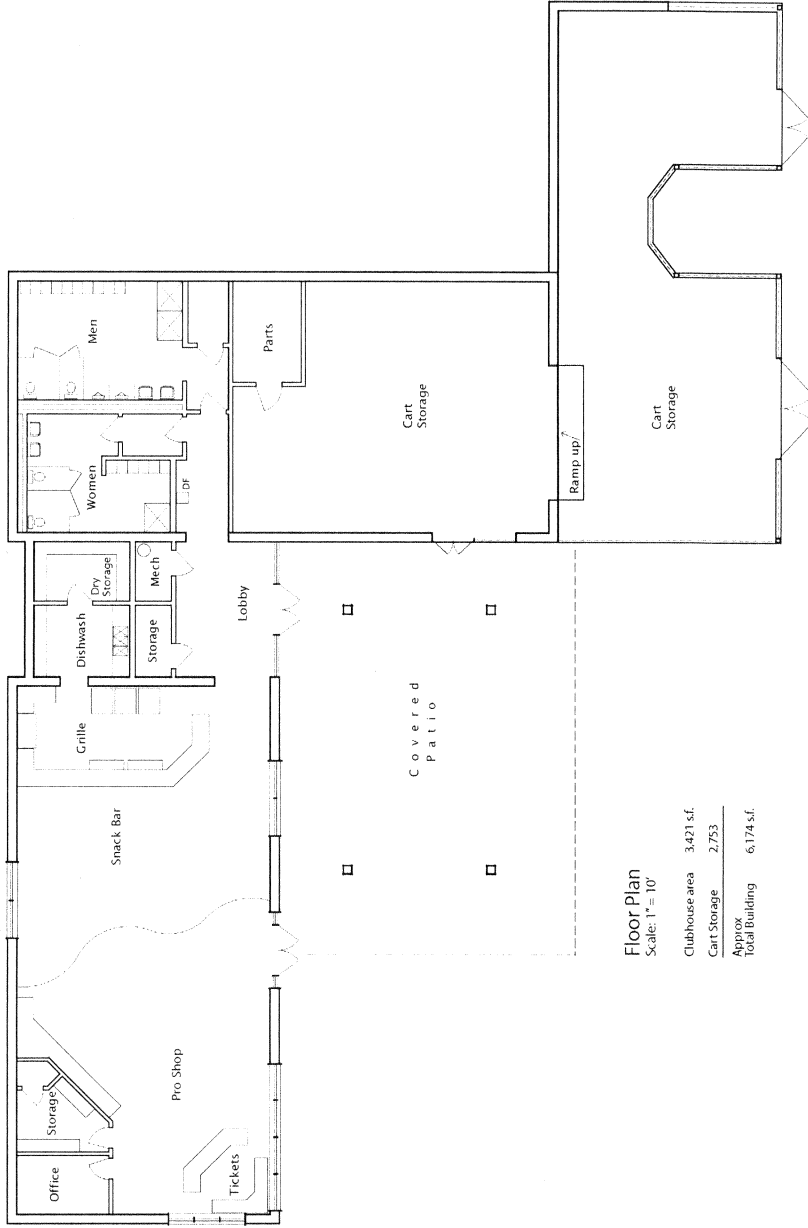 Office
Storage
Tickets
Pro Shop
Snack Bar
Grille
Dishwash
Dry
Storage
Storage
Mech
Lobby
Women
DF
Men
Parts
Cart
Storage
Ramp up
Cart
Storage
Covered
Patio
Floor Plan
Scale: 1" = 10'
Clubhouse area 3,421 s.f.
Cart Storage 2,753
Approx
Total Building 6,174 s.f.